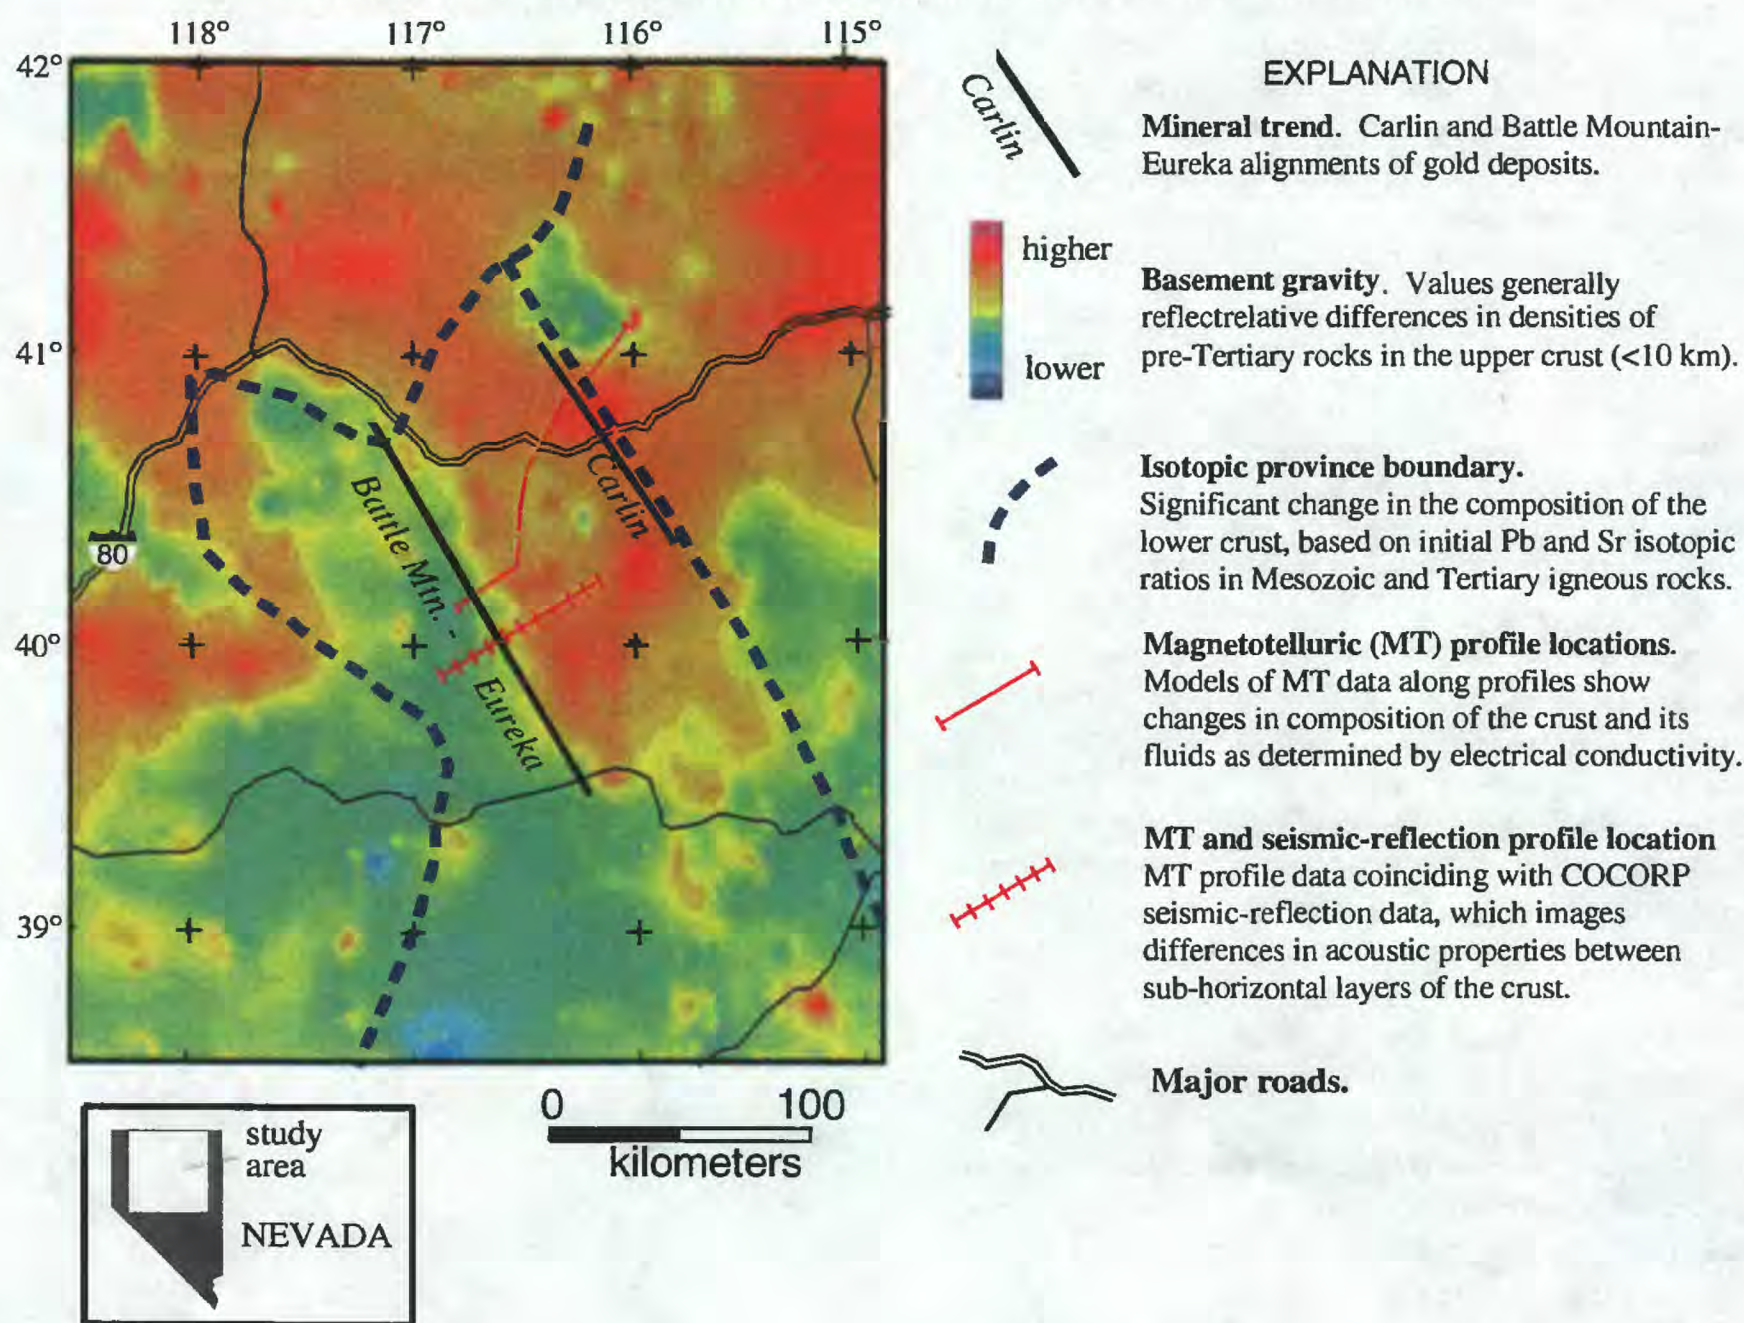 118° 117° 116° 115°
42°
41°
40°
39°
80
Carlin
Battle Mtn. -
Eureka
EXPLANATION
Carlin
Mineral trend. Carlin and Battle Mountain-
Eureka alignments of gold deposits.
higher
lower
Basement gravity. Values generally
reflectrelative differences in densities of
pre-Tertiary rocks in the upper crust (<10 km).
Isotopic province boundary.
Significant change in the composition of the
lower crust, based on initial Pb and Sr isotopic
ratios in Mesozoic and Tertiary igneous rocks.
Magnetotelluric (MT) profile locations.
Models of MT data along profiles show
changes in composition of the crust and its
fluids as determined by electrical conductivity.
MT and seismic-reflection profile location
MT profile data coinciding with COCORP
seismic-reflection data, which images
differences in acoustic properties between
sub-horizontal layers of the crust.
Major roads.
0 100
kilometers
study
area
NEVADA